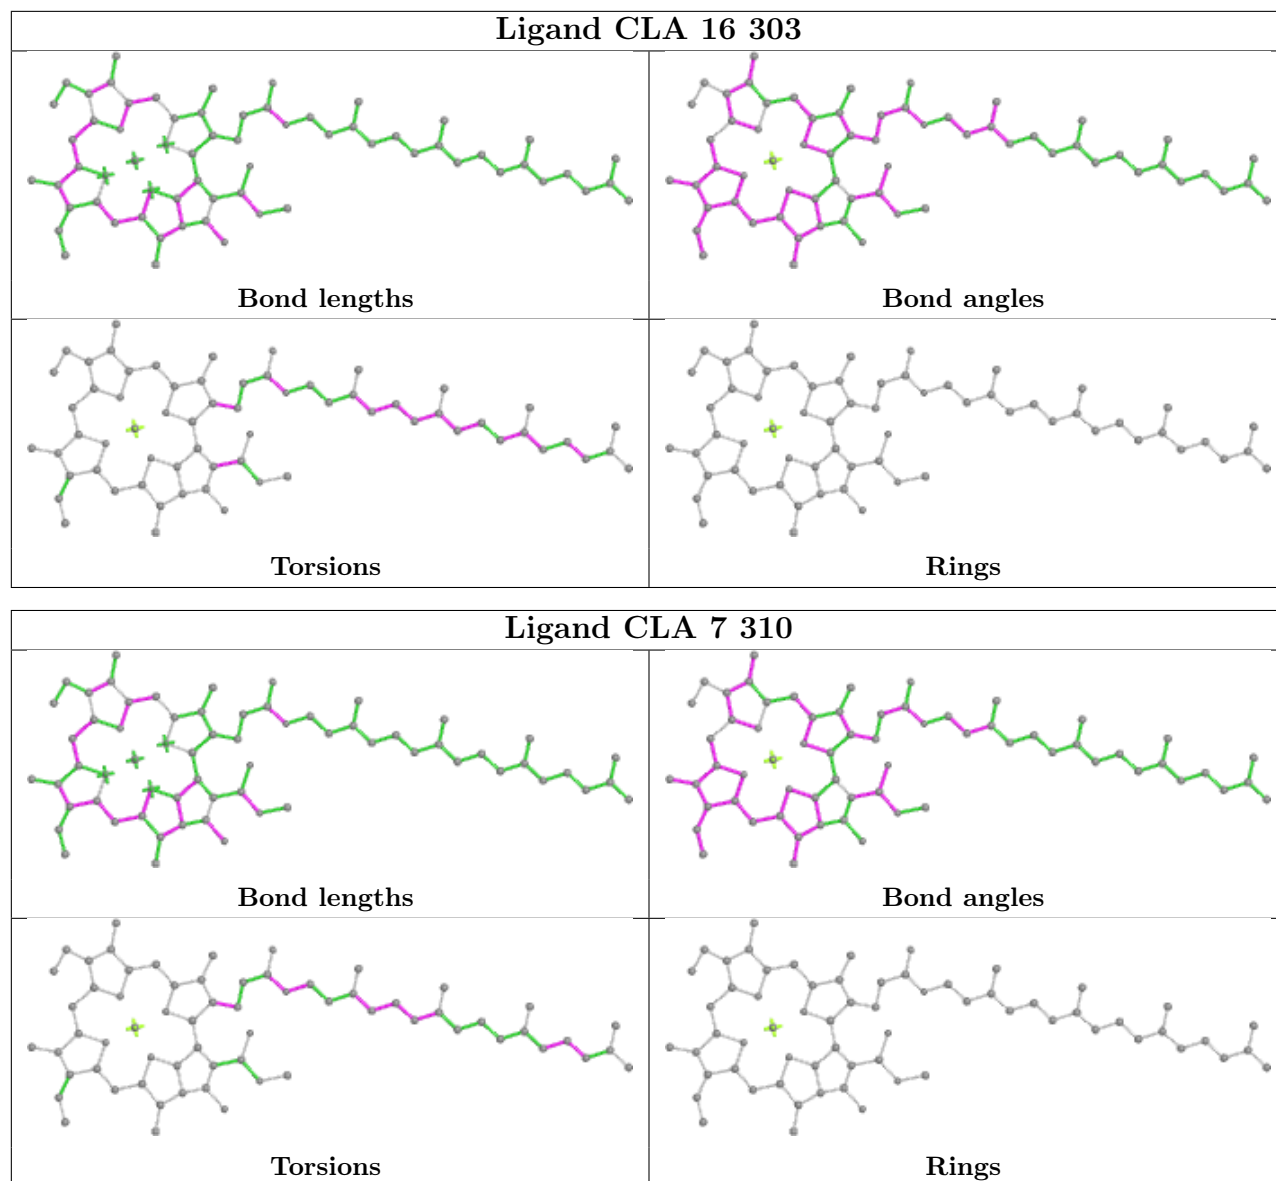 Ligand CLA 16 303
Bond lengths
Bond angles
Torsions
Rings
Ligand CLA 7 310
Bond lengths
Bond angles
Torsions
Rings